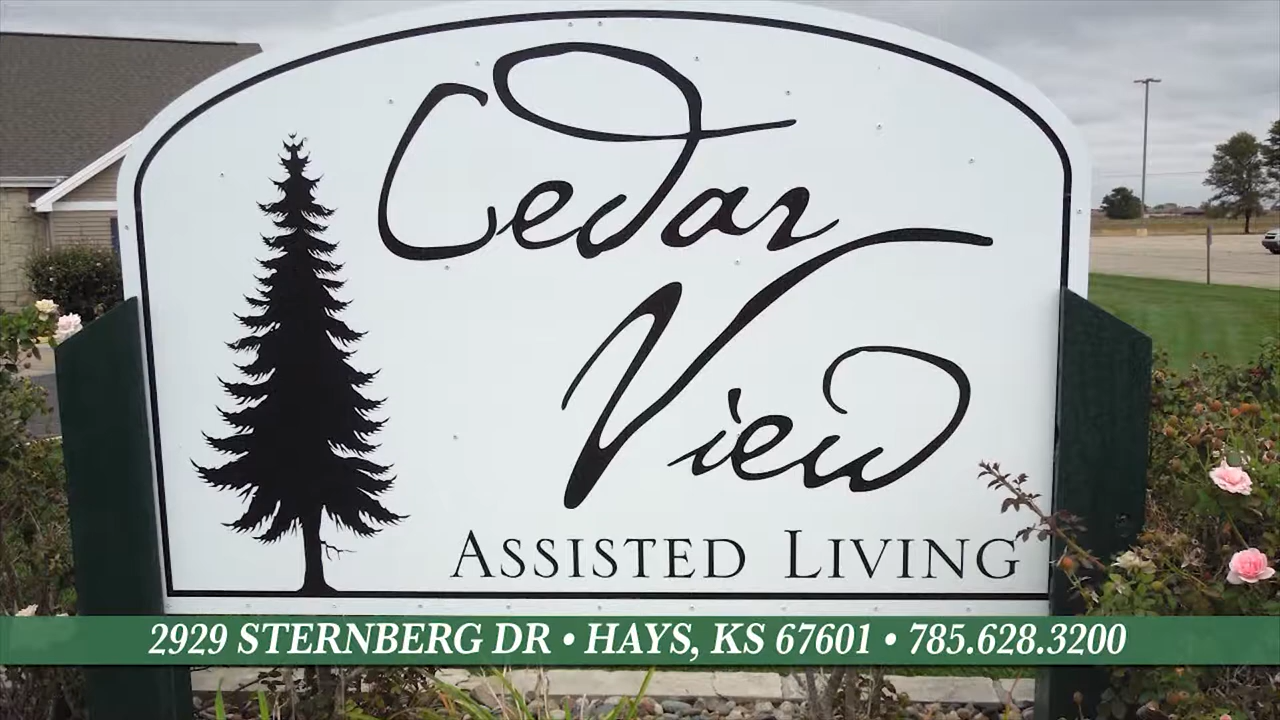 Cedar
View
ASSISTED LIVING
2929 STERNBERG DR • HAYS, KS 67601 • 785.628.3200